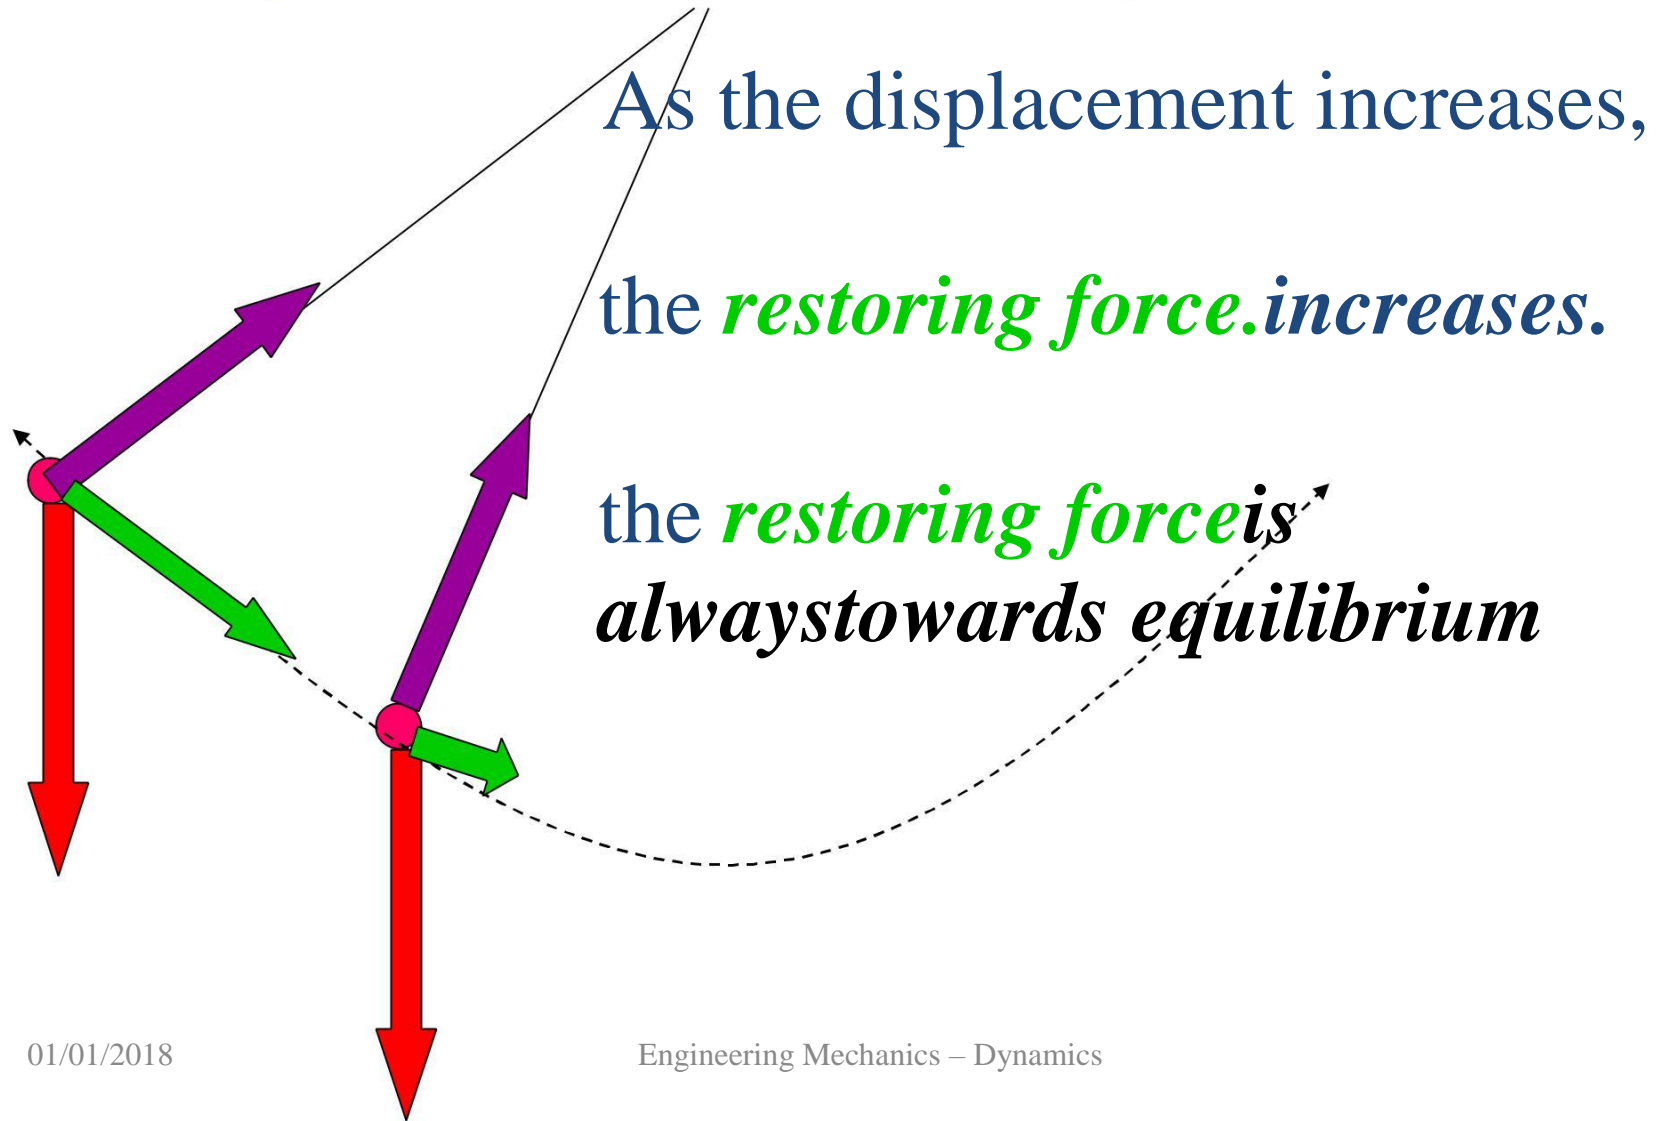 As the displacement increases,
the restoring force.increases.
the restoring forceis
alwaystowards equilibrium
01/01/2018
Engineering Mechanics – Dynamics